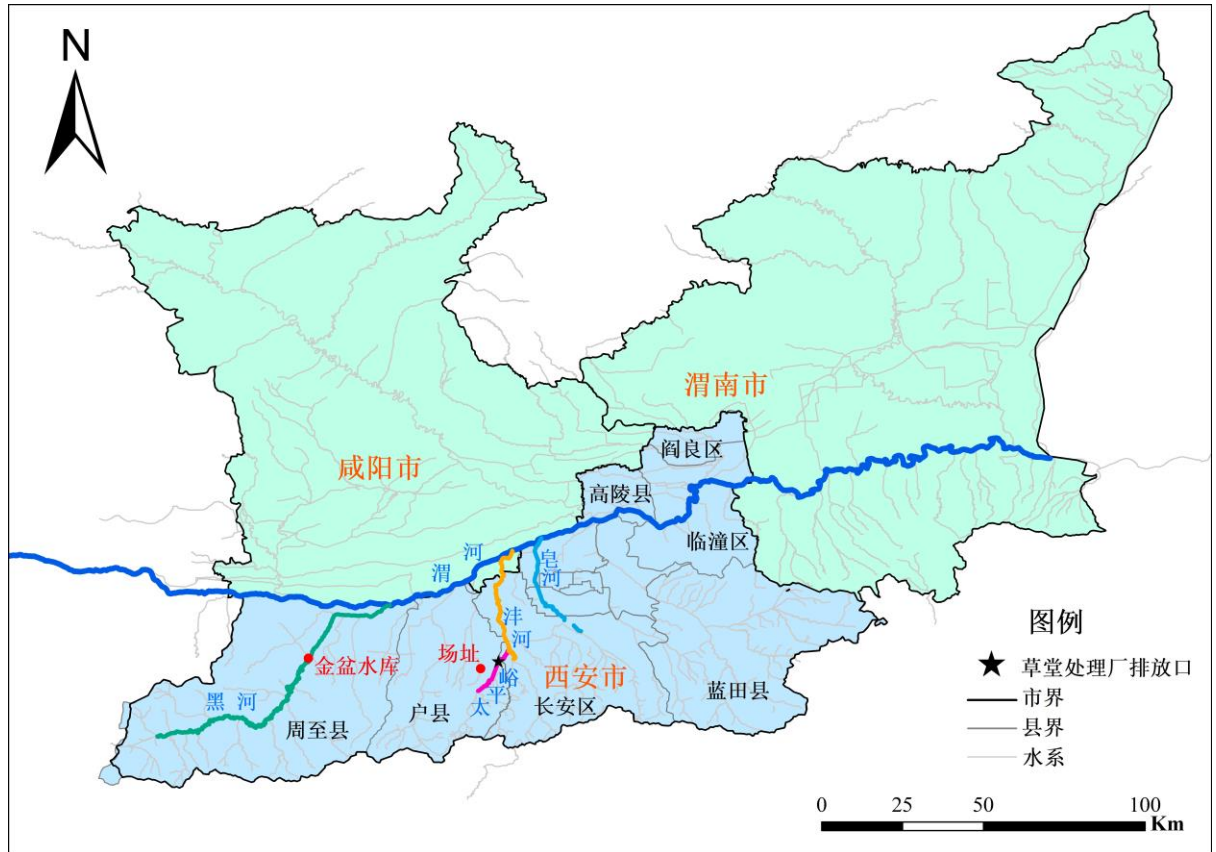 N
渭南市
阎良区
咸阳市
高陵县
临潼区
渭河
皂河
沣河
图例
场址
金盆水库
西安市
草堂处理厂排放口
太平峪
蓝田县
市界
黑河
户县
长安区
周至县
县界
水系
0 25 50 100
Km